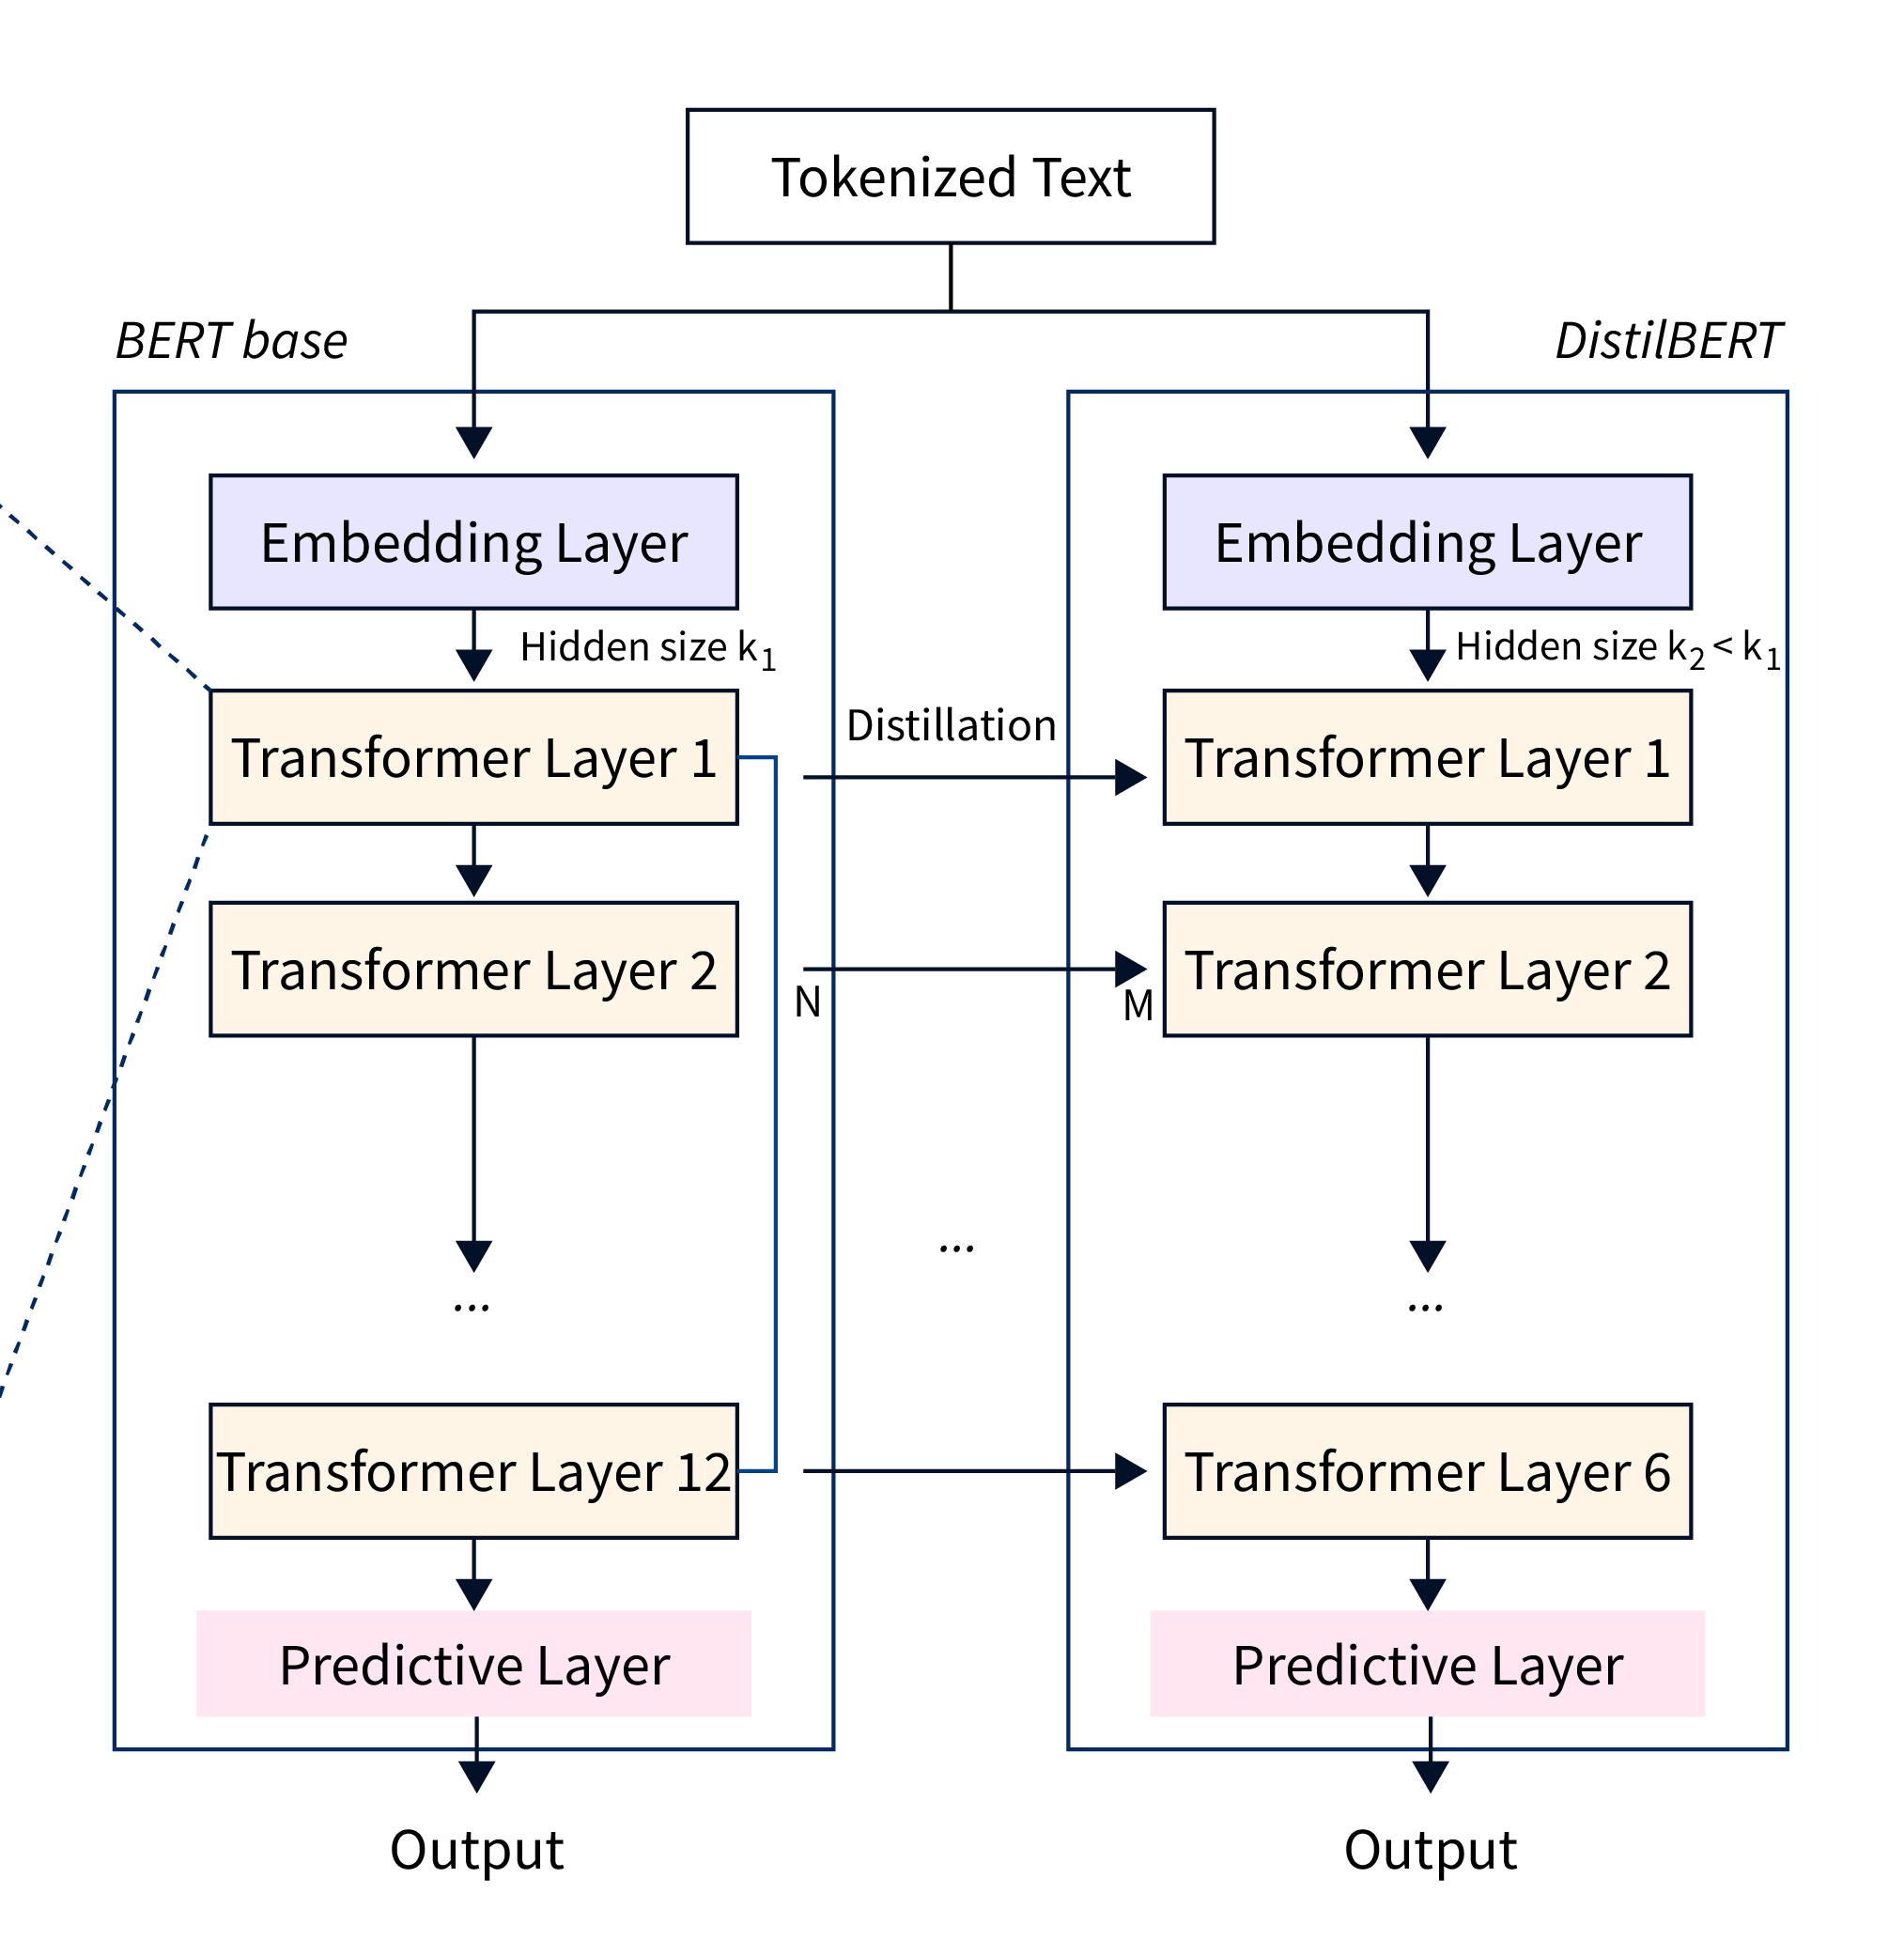 Tokenized Text
BERT base
DistilBERT
Embedding Layer
Embedding Layer
Hidden size k₁
Hidden size k₂ < k₁
Transformer Layer 1
Distillation
Transformer Layer 1
Transformer Layer 2
N
M
Transformer Layer 2
...
...
...
Transformer Layer 12
Transformer Layer 6
Predictive Layer
Predictive Layer
Output
Output